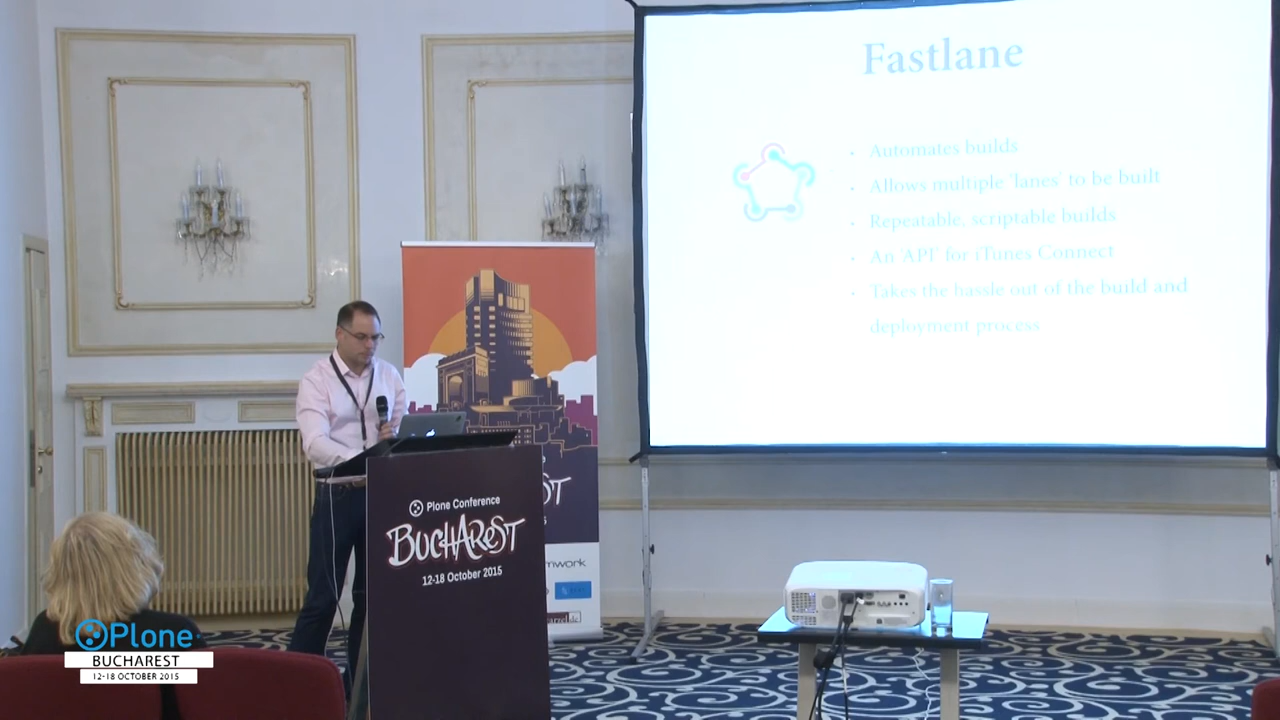 Fastlane
Automates builds
Allows multiple 'lanes' to be built
Repeatable, scriptable builds
An 'API' for iTunes Connect
Takes the hassle out of the build and
deployment process
Plone Conference
BUCHAREST
12-18 October 2015
Plone
BUCHAREST
12-18 OCTOBER 2015